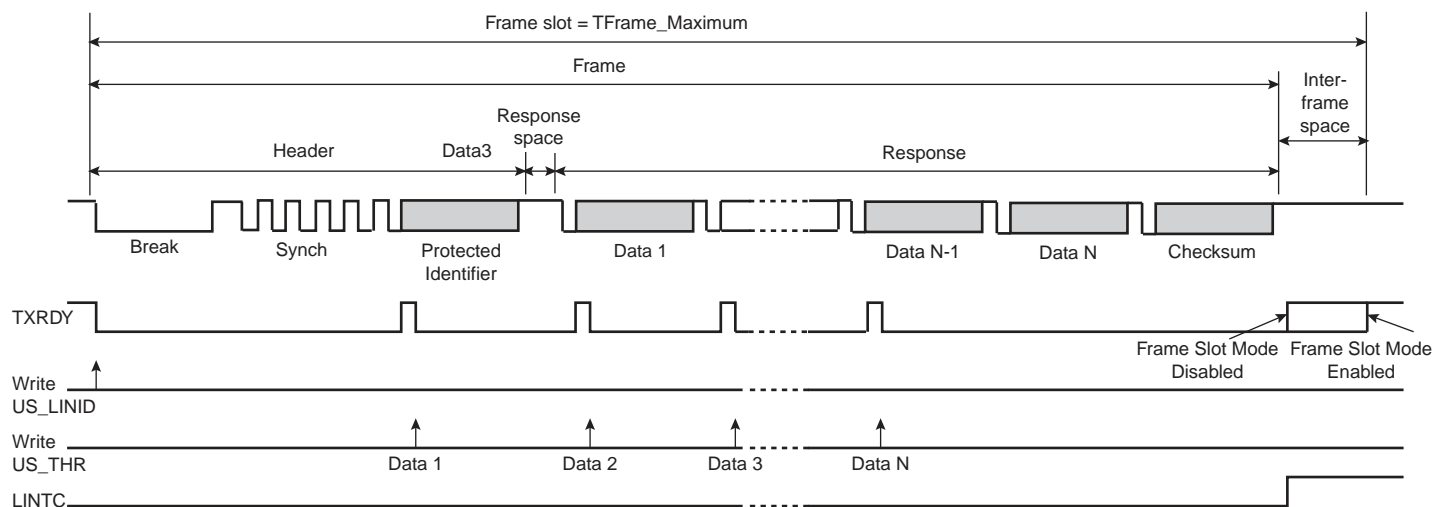 Frame slot = TFrame_Maximum
Frame
Inter-
frame
space
Response
space
Header
Data3
Response
Break
Synch
Protected
Identifier
Data 1
Data N-1
Data N
Checksum
TXRDY
Frame Slot Mode
Disabled
Frame Slot Mode
Enabled
Write
US_LINID
Write
US_THR
Data 1
Data 2
Data 3
Data N
LINTC